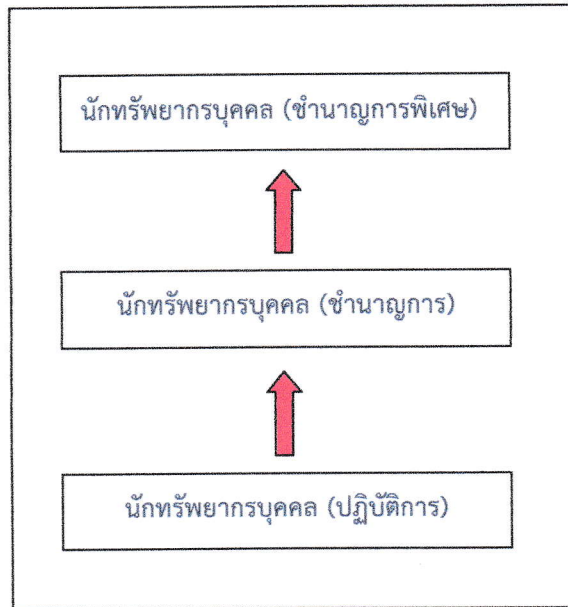 นักทรัพยากรบุคคล (ชำนาญการพิเศษ)
นักทรัพยากรบุคคล (ชำนาญการ)
นักทรัพยากรบุคคล (ปฏิบัติการ)